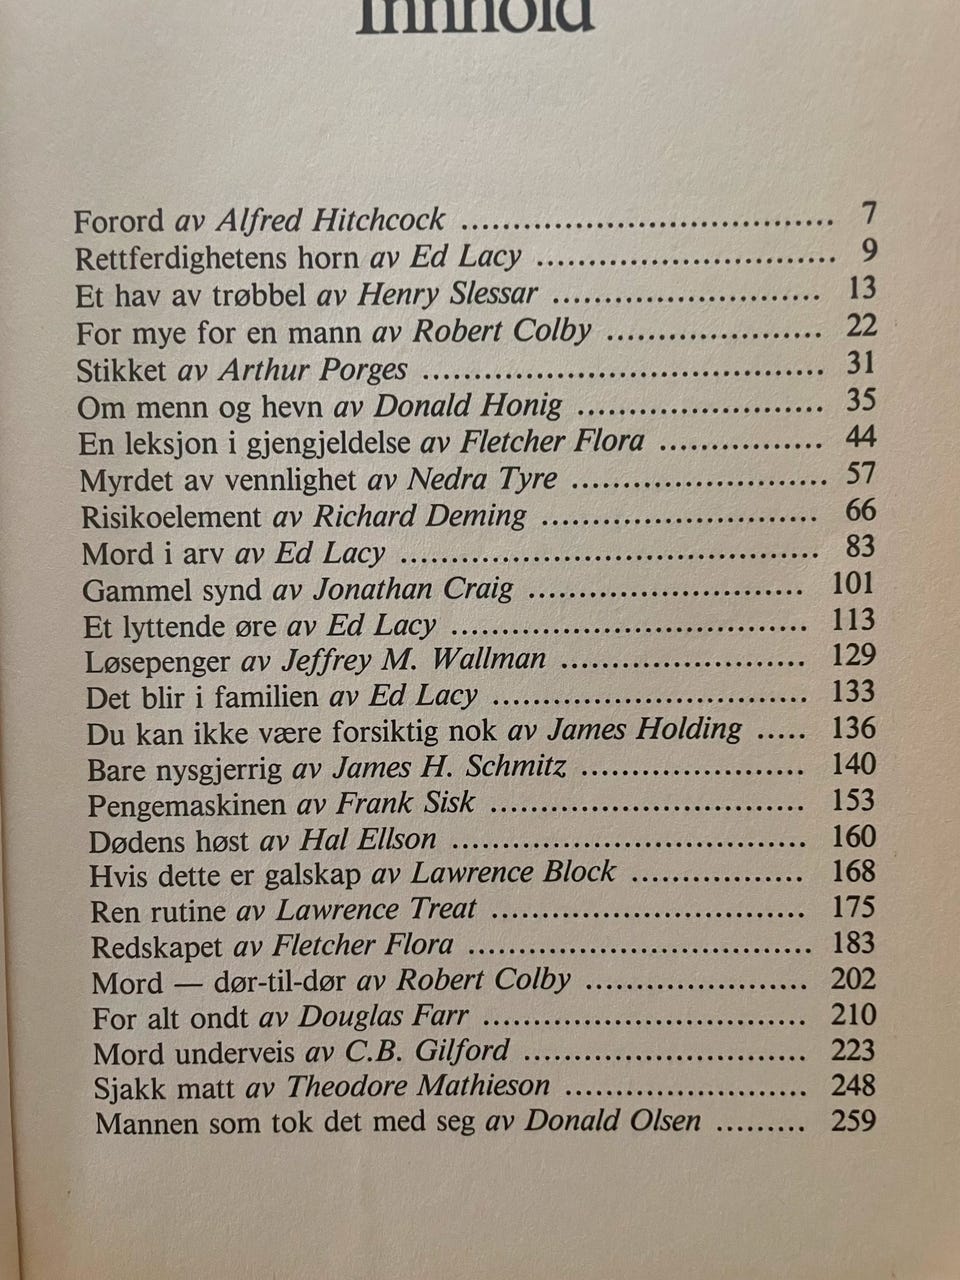 Innhold
Forord av Alfred Hitchcock .................................... 7
Rettferdighetens horn av Ed Lacy ............................. 9
Et hav av trøbbel av Henry Slessar .......................... 13
For mye for en mann av Robert Colby ..................... 22
Stikket av Arthur Porges ....................................... 31
Om menn og hevn av Donald Honig ........................ 35
En leksjon i gjengjeldelse av Fletcher Flora ................ 44
Myrdet av vennlighet av Nedra Tyre ......................... 57
Risikoelement av Richard Deming ........................... 66
Mord i arv av Ed Lacy ......................................... 83
Gammel synd av Jonathan Craig ........................... 101
Et lyttende øre av Ed Lacy ................................... 113
Løsepenger av Jeffrey M. Wallman ........................ 129
Det blir i familien av Ed Lacy ............................... 133
Du kan ikke være forsiktig nok av James Holding ..... 136
Bare nysgjerrig av James H. Schmitz ...................... 140
Pengemaskinen av Frank Sisk ............................... 153
Dødens høst av Hal Ellson ................................... 160
Hvis dette er galskap av Lawrence Block ................. 168
Ren rutine av Lawrence Treat ............................... 175
Redskapet av Fletcher Flora .................................. 183
Mord — dør-til-dør av Robert Colby ...................... 202
For alt ondt av Douglas Farr ................................ 210
Mord underveis av C.B. Gilford ............................ 223
Sjakk matt av Theodore Mathieson ........................ 248
Mannen som tok det med seg av Donald Olsen ......... 259